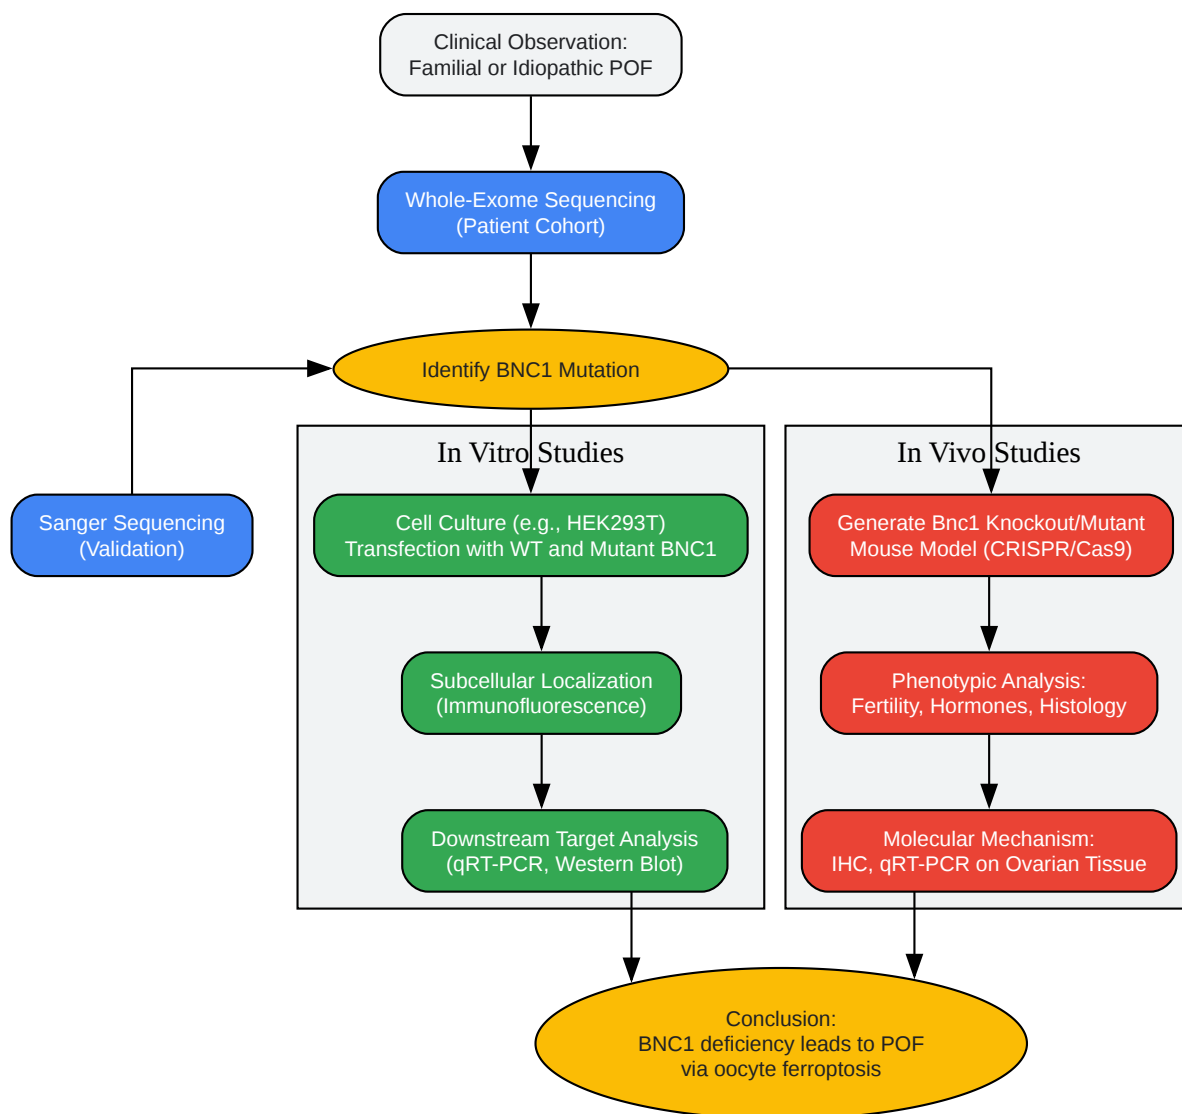 Clinical Observation:
Familial or Idiopathic POF
Whole-Exome Sequencing
(Patient Cohort)
Identify BNC1 Mutation
In Vitro Studies
In Vivo Studies
Sanger Sequencing
(Validation)
Cell Culture (e.g., HEK293T)
Transfection with WT and Mutant BNC1
Generate Bnc1 Knockout/Mutant
Mouse Model (CRISPR/Cas9)
Subcellular Localization
(Immunofluorescence)
Phenotypic Analysis:
Fertility, Hormones, Histology
Downstream Target Analysis
(qRT-PCR, Western Blot)
Molecular Mechanism:
IHC, qRT-PCR on Ovarian Tissue
Conclusion:
BNC1 deficiency leads to POF
via oocyte ferroptosis